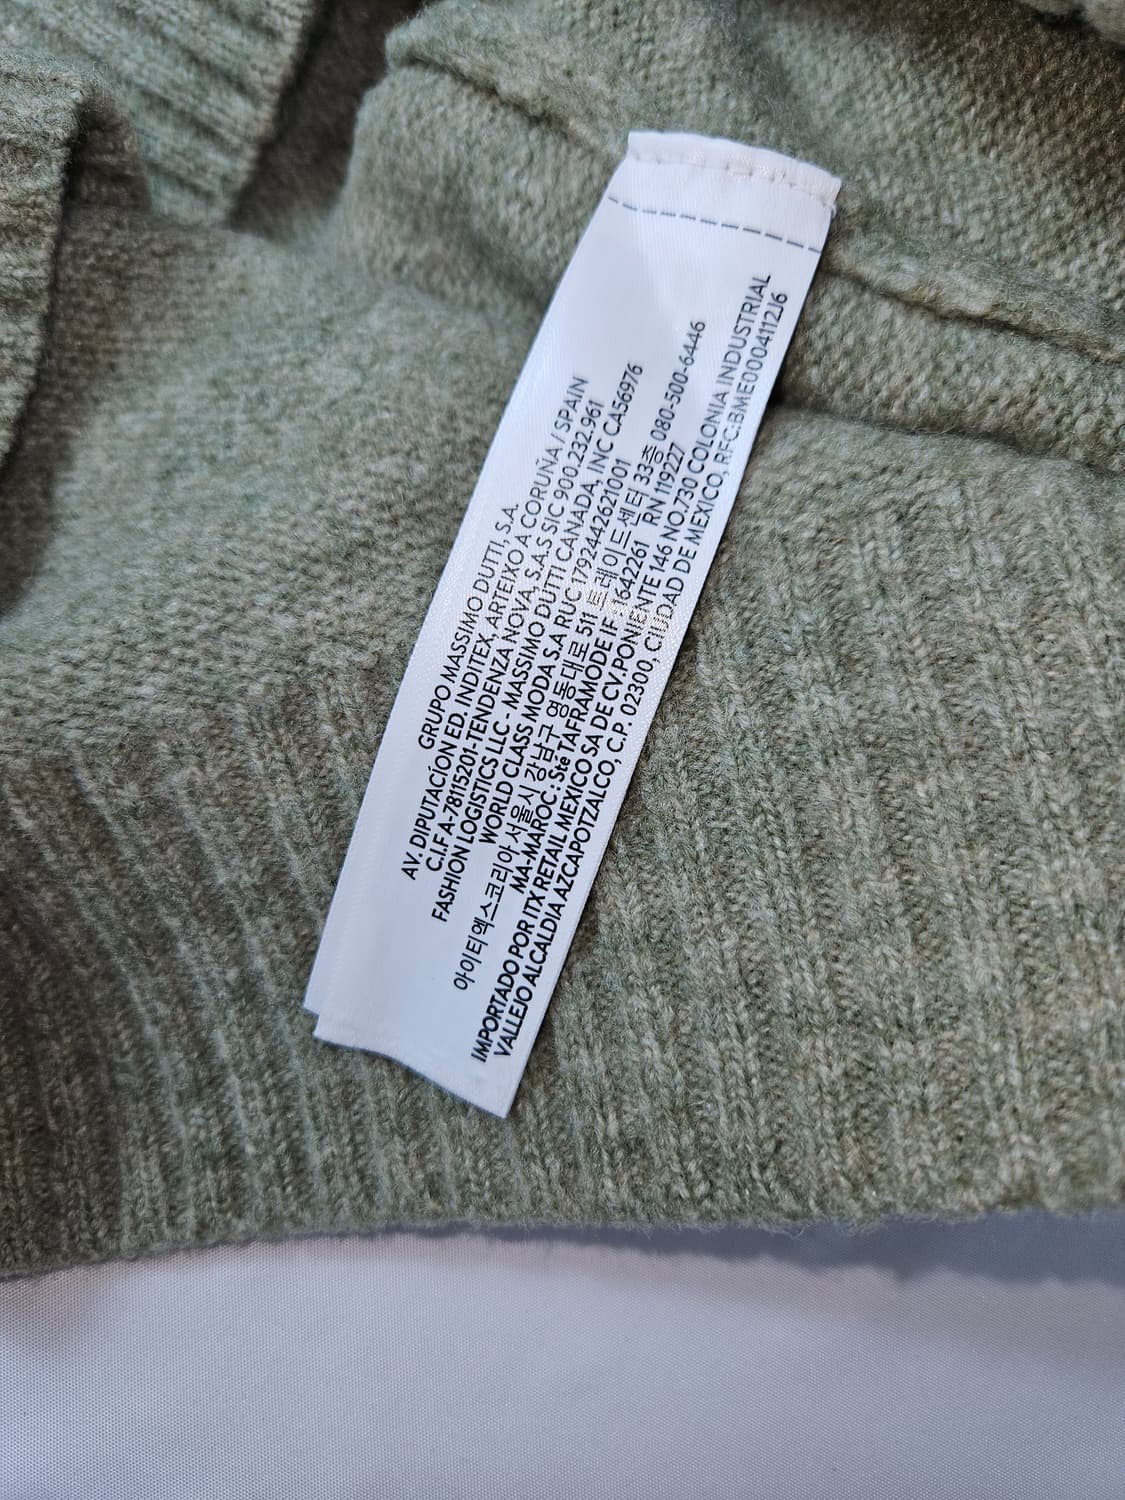 GRUPO MASSIMO DUTTI, S.A.
AV. DIPUTACÍON ED. INDITEX, ARTEIXO A CORUÑA / SPAIN
C.I.F A-78115201-TENDENZA NOVA, S.A.S SIC 900.232.961
FASHION LOGISTICS LLC - MASSIMO DUTTI CANADA, INC CA56976
WORLD CLASS MODA S.A RUC1792442621001
아이티엑스코리아 서울시 강남구 영동대로 511 트레이드센터 33층 080-500-6446
MA-MAROC : Sté TAFRAMODE IF : 1642261 RN 119227
IMPORTADO POR ITX RETAIL MEXICO SA DE CV.PONIENTE 146 NO.730 COLONIA INDUSTRIAL
VALLEJO ALCALDIA AZCAPOTZALCO, C.P. 02300, CIUDAD DE MEXICO, RFC:BME0004112J6